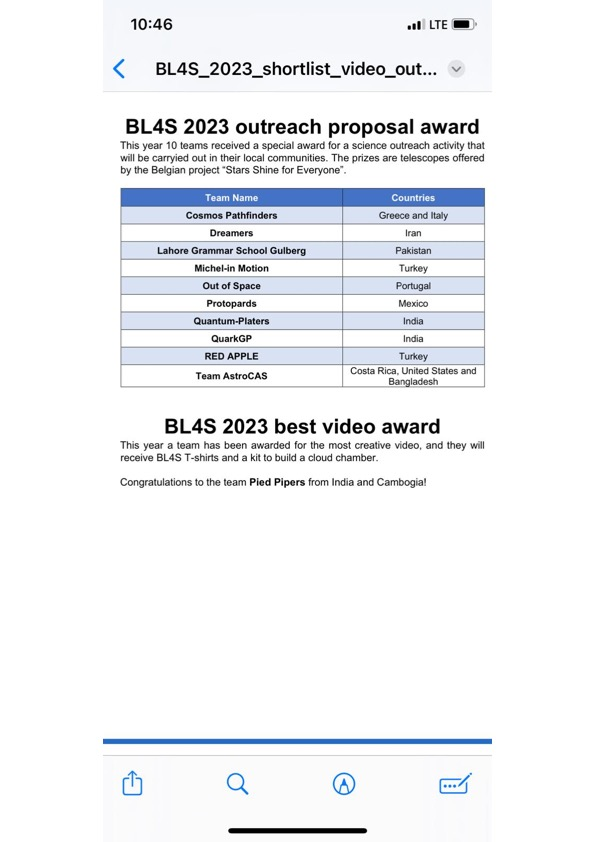 10:46
LTE
BL4S_2023_shortlist_video_out...
BL4S 2023 outreach proposal award
This year 10 teams received a special award for a science outreach activity that
will be carryied out in their local communities. The prizes are telescopes offered
by the Belgian project “Stars Shine for Everyone”.
Team Name Countries
Cosmos Pathfinders Greece and Italy
Dreamers Iran
Lahore Grammar School Gulberg Pakistan
Michel-in Motion Turkey
Out of Space Portugal
Protopards Mexico
Quantum-Platers India
QuarkGP India
RED APPLE Turkey
Team AstroCAS Costa Rica, United States and
Bangladesh
BL4S 2023 best video award
This year a team has been awarded for the most creative video, and they will
receive BL4S T-shirts and a kit to build a cloud chamber.
Congratulations to the team Pied Pipers from India and Cambogia!